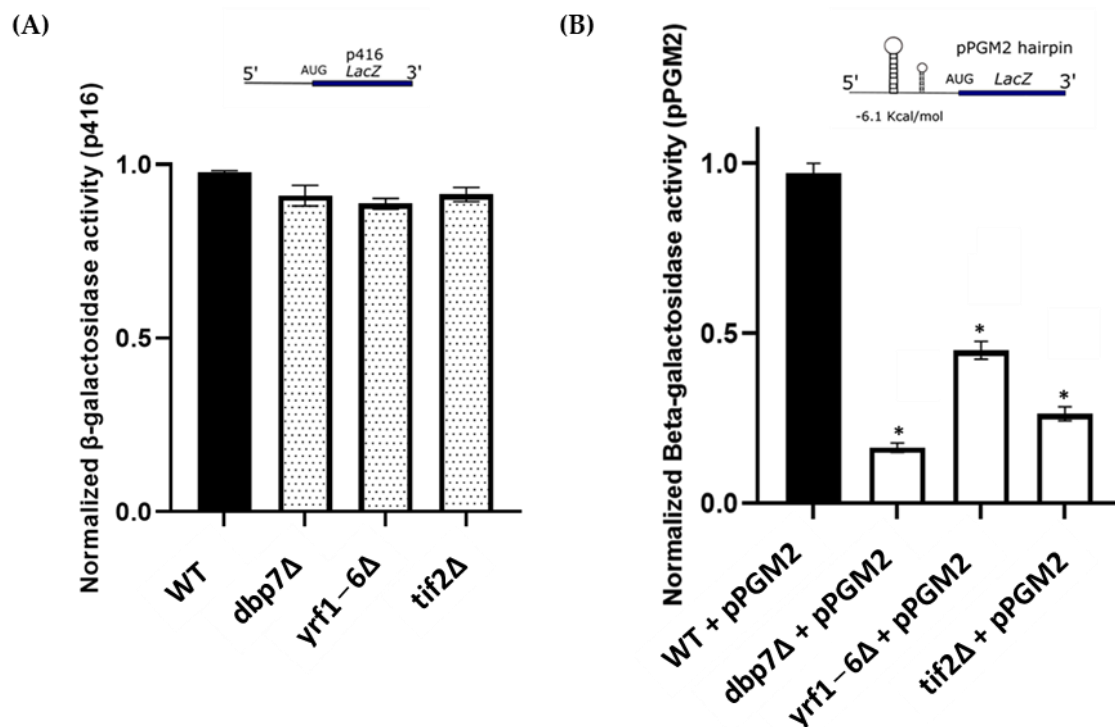 (A)
p416
5' AUG LacZ 3'
Normalized β-galactosidase activity (p416)
1.0
0.5
0.0
WT
dbp7Δ
yrf1−6Δ
tif2Δ
(B)
pPGM2 hairpin
5' AUG LacZ 3'
-6.1 Kcal/mol
Normalized Beta-galactosidase activity (pPGM2)
1.0
0.5
0.0
*
*
*
WT + pPGM2
dbp7Δ + pPGM2
yrf1−6Δ + pPGM2
tif2Δ + pPGM2